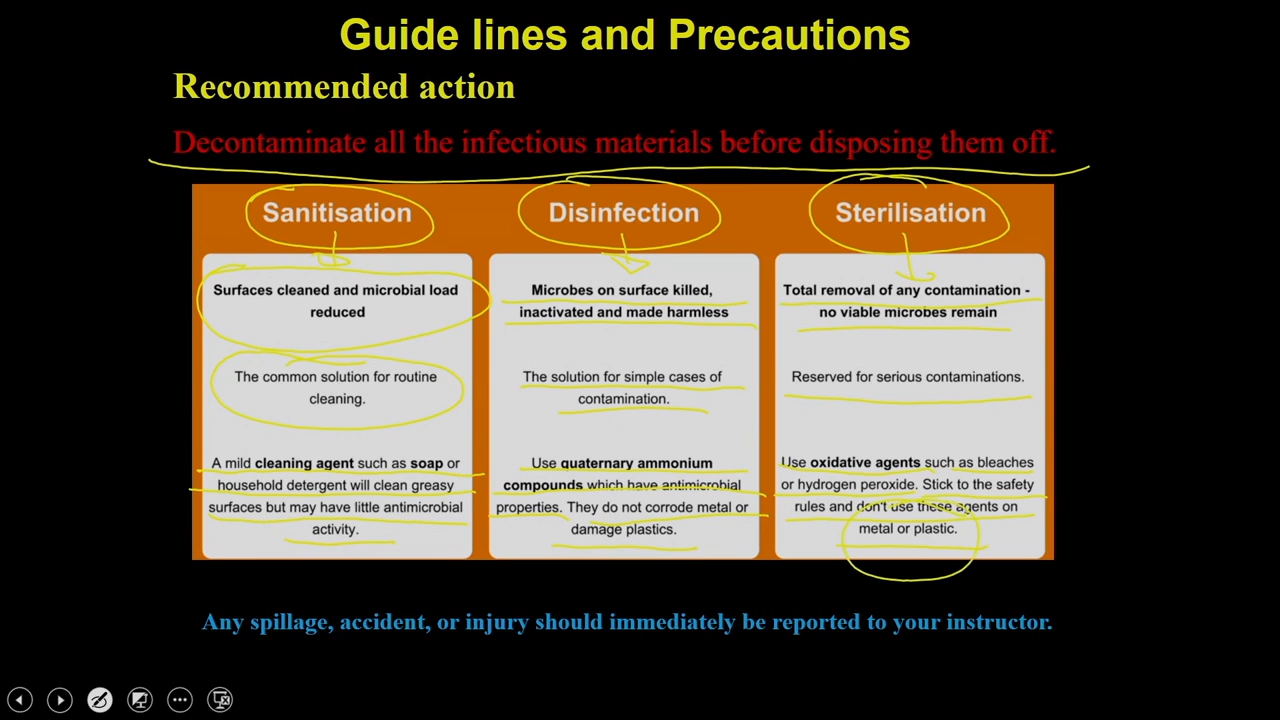 Guide lines and Precautions
Recommended action
Decontaminate all the infectious materials before disposing them off.
Sanitisation
Surfaces cleaned and microbial load
reduced
The common solution for routine
cleaning.
A mild cleaning agent such as soap or
household detergent will clean greasy
surfaces but may have little antimicrobial
activity.
Disinfection
Microbes on surface killed,
inactivated and made harmless
The solution for simple cases of
contamination.
Use quaternary ammonium
compounds which have antimicrobial
properties. They do not corrode metal or
damage plastics.
Sterilisation
Total removal of any contamination -
no viable microbes remain
Reserved for serious contaminations.
Use oxidative agents such as bleaches
or hydrogen peroxide. Stick to the safety
rules and don't use these agents on
metal or plastic.
Any spillage, accident, or injury should immediately be reported to your instructor.